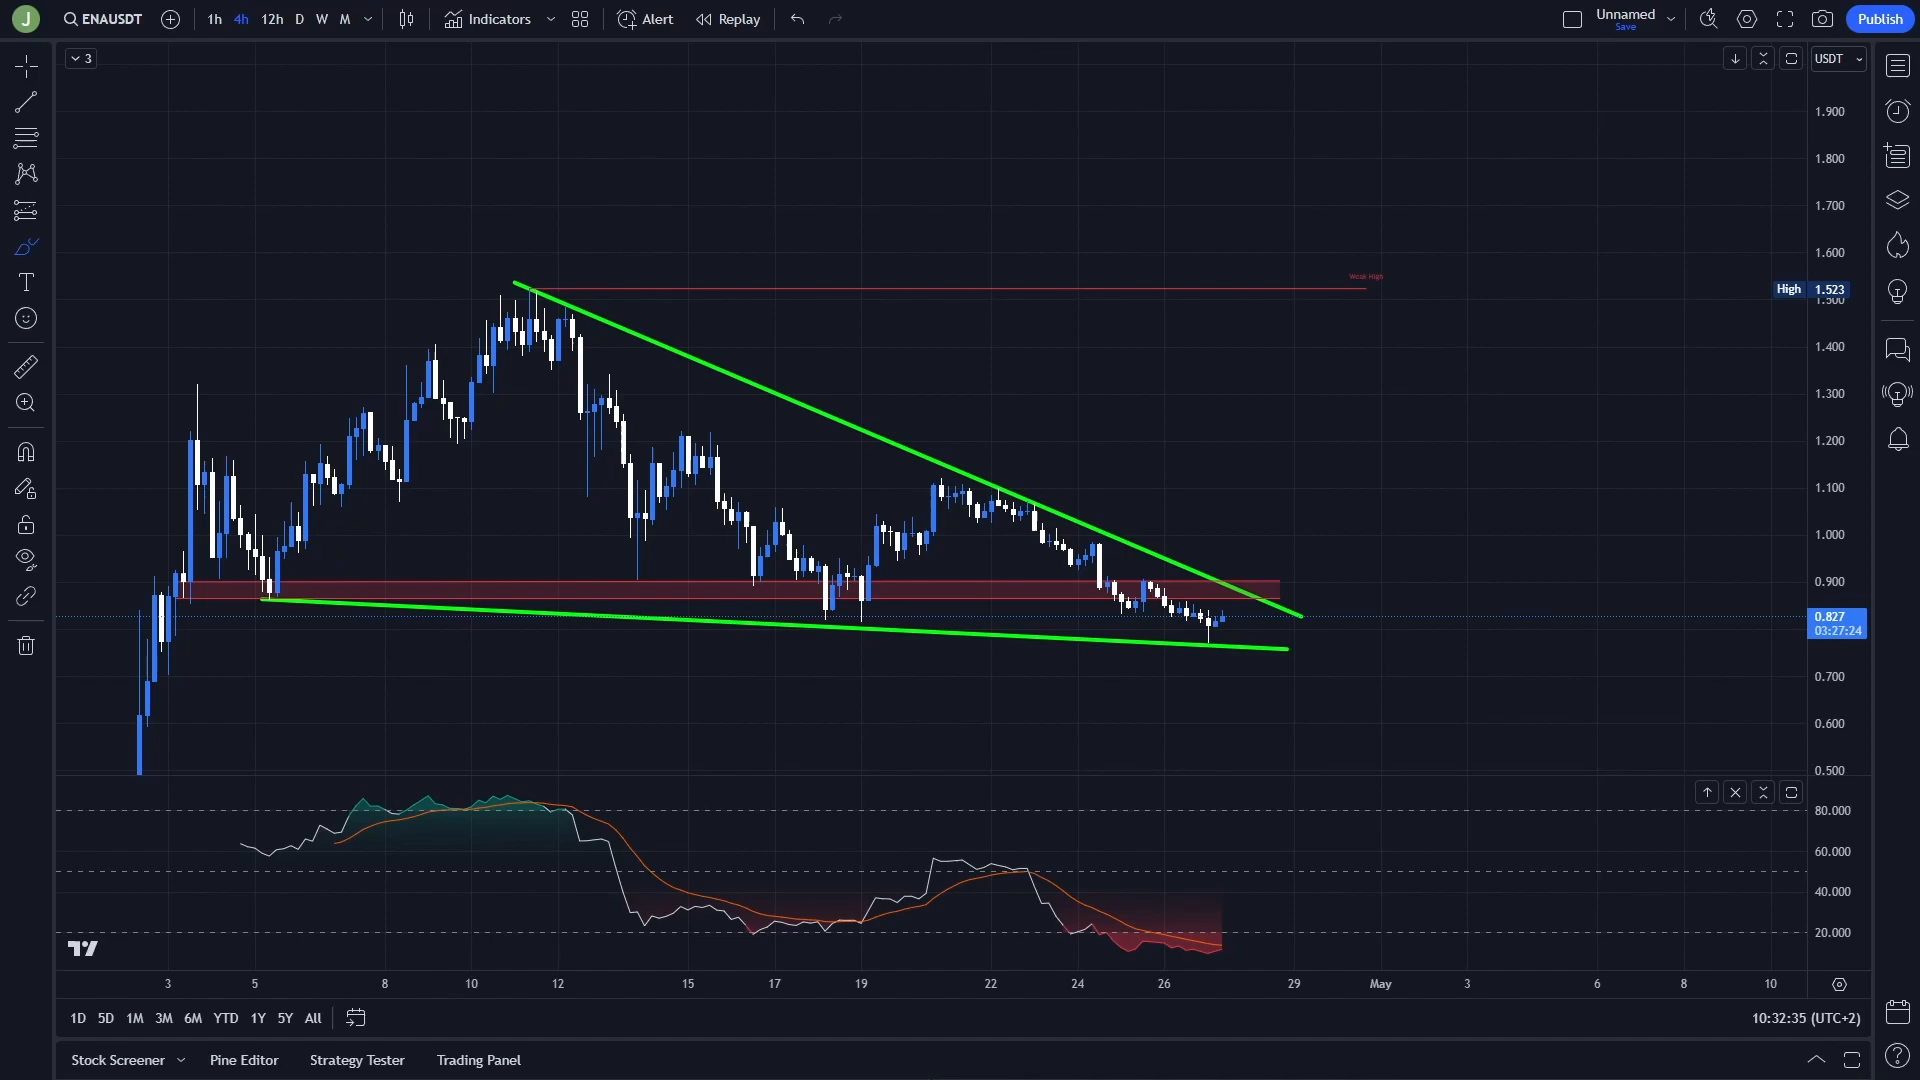 J
ENAUSDT
1h 4h 12h D W M
Indicators
Alert
Replay
Unnamed
Save
Publish
3
USDT
1.900
1.800
1.700
1.600
Weak High
High 1.523
1.500
1.400
1.300
1.200
1.100
1.000
0.900
0.827
03:27:24
0.700
0.600
0.500
80.000
60.000
40.000
20.000
3 5 8 10 12 15 17 19 22 24 26 29 May 3 6 8 10
1D 5D 1M 3M 6M YTD 1Y 5Y All
10:32:35 (UTC+2)
Stock Screener Pine Editor Strategy Tester Trading Panel